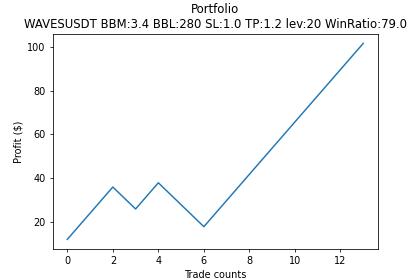 Portfolio
WAVESUSDT BBM:3.4 BBL:280 SL:1.0 TP:1.2 lev:20 WinRatio:79.0
100
80
60
40
20
Profit ($)
0 2 4 6 8 10 12
Trade counts